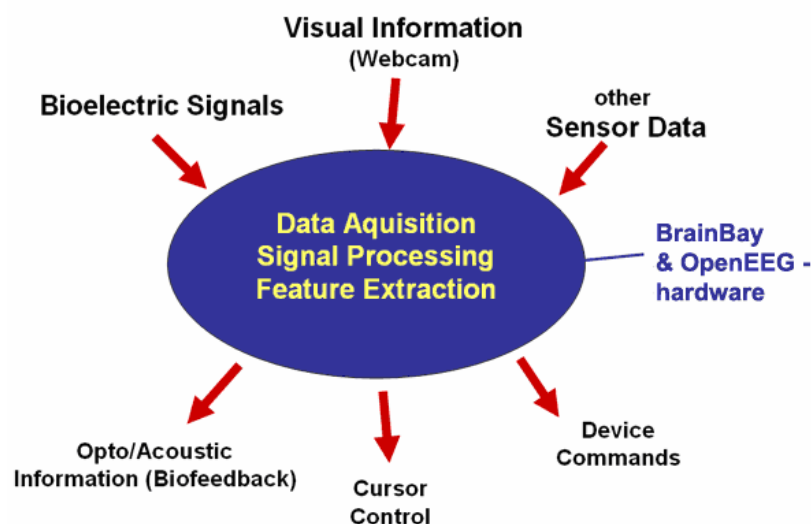 Visual Information
(Webcam)
Bioelectric Signals
other
Sensor Data
Data Aquisition
Signal Processing
Feature Extraction
BrainBay
& OpenEEG -
hardware
Opto/Acoustic
Information (Biofeedback)
Cursor
Control
Device
Commands